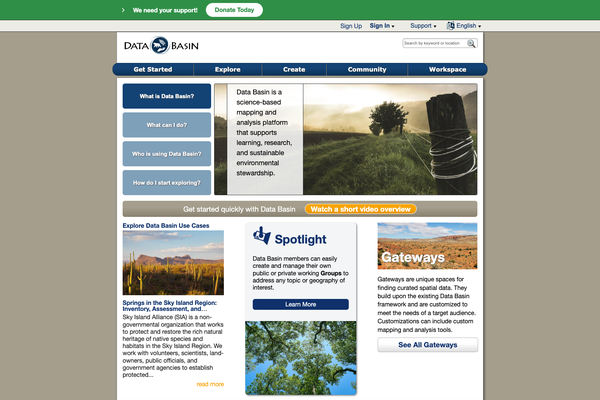 We need your support! Donate Today
Sign Up Sign In Support English
DATA BASIN
Search by keyword or location
Get Started Explore Create Community Workspace
What is Data Basin?
What can I do?
Who is using Data Basin?
How do I start exploring?
Data Basin is a
science-based
mapping and
analysis platform
that supports
learning, research,
and sustainable
environmental
stewardship.
Get started quickly with Data Basin Watch a short video overview
Explore Data Basin Use Cases
Springs in the Sky Island Region:
Inventory, Assessment, and...
Sky Island Alliance (SIA) is a non-
governmental organization that works
to protect and restore the rich natural
heritage of native species and
habitats in the Sky Island Region. We
work with volunteers, scientists, land-
owners, public officials, and
government agencies to establish
protected...
read more
Spotlight
Data Basin members can easily
create and manage their own
public or private working Groups to
address any topic or geography of
interest.
Learn More
Gateways
Gateways are unique spaces for
finding curated spatial data. They
build upon the existing Data Basin
framework and are customized to
meet the needs of a target audience.
Customizations can include custom
mapping and analysis tools.
See All Gateways